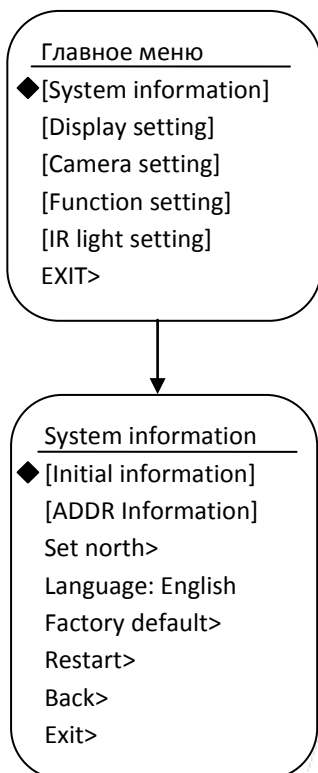 Главное меню
◆[System information]
[Display setting]
[Camera setting]
[Function setting]
[IR light setting]
EXIT>
System information
◆[Initial information]
[ADDR Information]
Set north>
Language: English
Factory default>
Restart>
Back>
Exit>